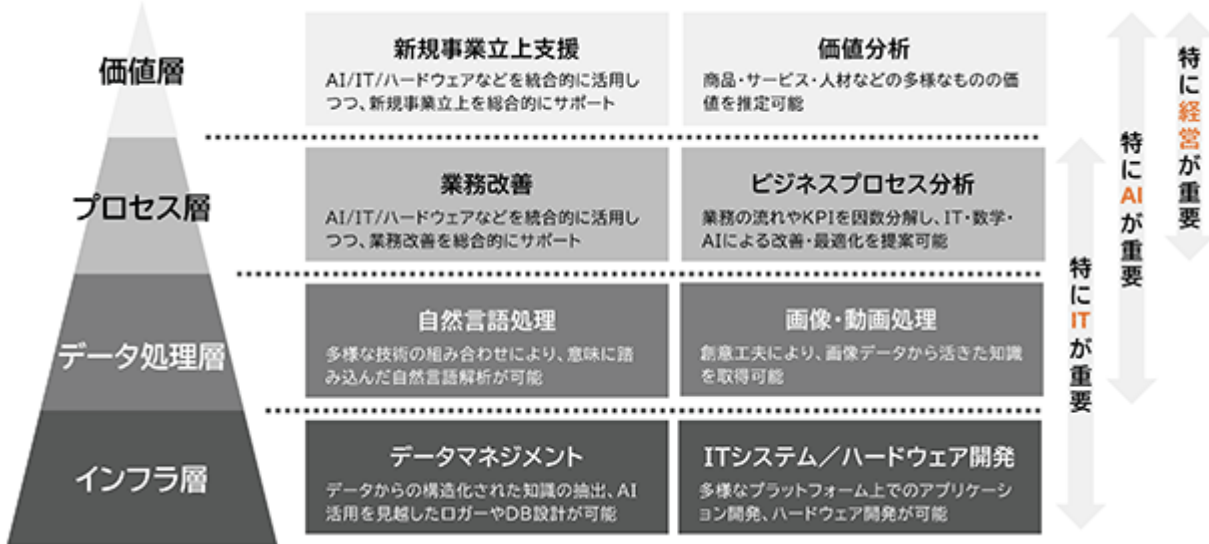 価値層
新規事業立上支援
AI/IT/ハードウェアなどを統合的に活用し
つつ、新規事業立上を総合的にサポート
価値分析
商品・サービス・人材などの多様なものの価
値を推定可能
プロセス層
業務改善
AI/IT/ハードウェアなどを統合的に活用し
つつ、業務改善を総合的にサポート
ビジネスプロセス分析
業務の流れやKPIを因数分解し、IT・数学・
AIによる改善・最適化を提案可能
データ処理層
自然言語処理
多様な技術の組み合わせにより、意味に踏
み込んだ自然言語解析が可能
画像・動画処理
創意工夫により、画像データから活きた知識
を取得可能
インフラ層
データマネジメント
データからの構造化された知識の抽出、AI
活用を見越したロガーやDB設計が可能
ITシステム／ハードウェア開発
多様なプラットフォーム上でのアプリケーシ
ョン開発、ハードウェア開発が可能
特にITが重要
特にAIが重要
特に経営が重要